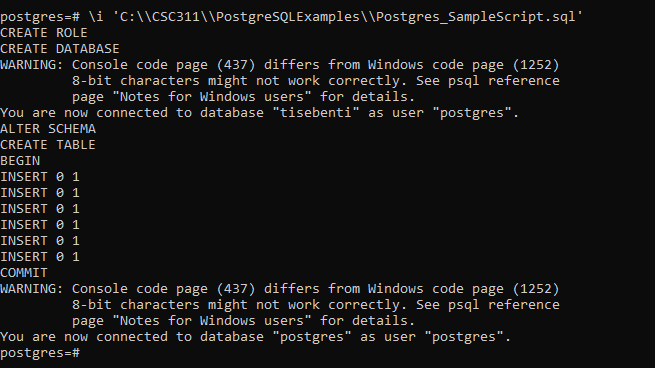 postgres=# \i 'C:\\CSC311\\PostgreSQLExamples\\Postgres_SampleScript.sql'
CREATE ROLE
CREATE DATABASE
WARNING: Console code page (437) differs from Windows code page (1252)
         8-bit characters might not work correctly. See psql reference
         page "Notes for Windows users" for details.
You are now connected to database "tisebenti" as user "postgres".
ALTER SCHEMA
CREATE TABLE
BEGIN
INSERT 0 1
INSERT 0 1
INSERT 0 1
INSERT 0 1
INSERT 0 1
INSERT 0 1
COMMIT
WARNING: Console code page (437) differs from Windows code page (1252)
         8-bit characters might not work correctly. See psql reference
         page "Notes for Windows users" for details.
You are now connected to database "postgres" as user "postgres".
postgres=#